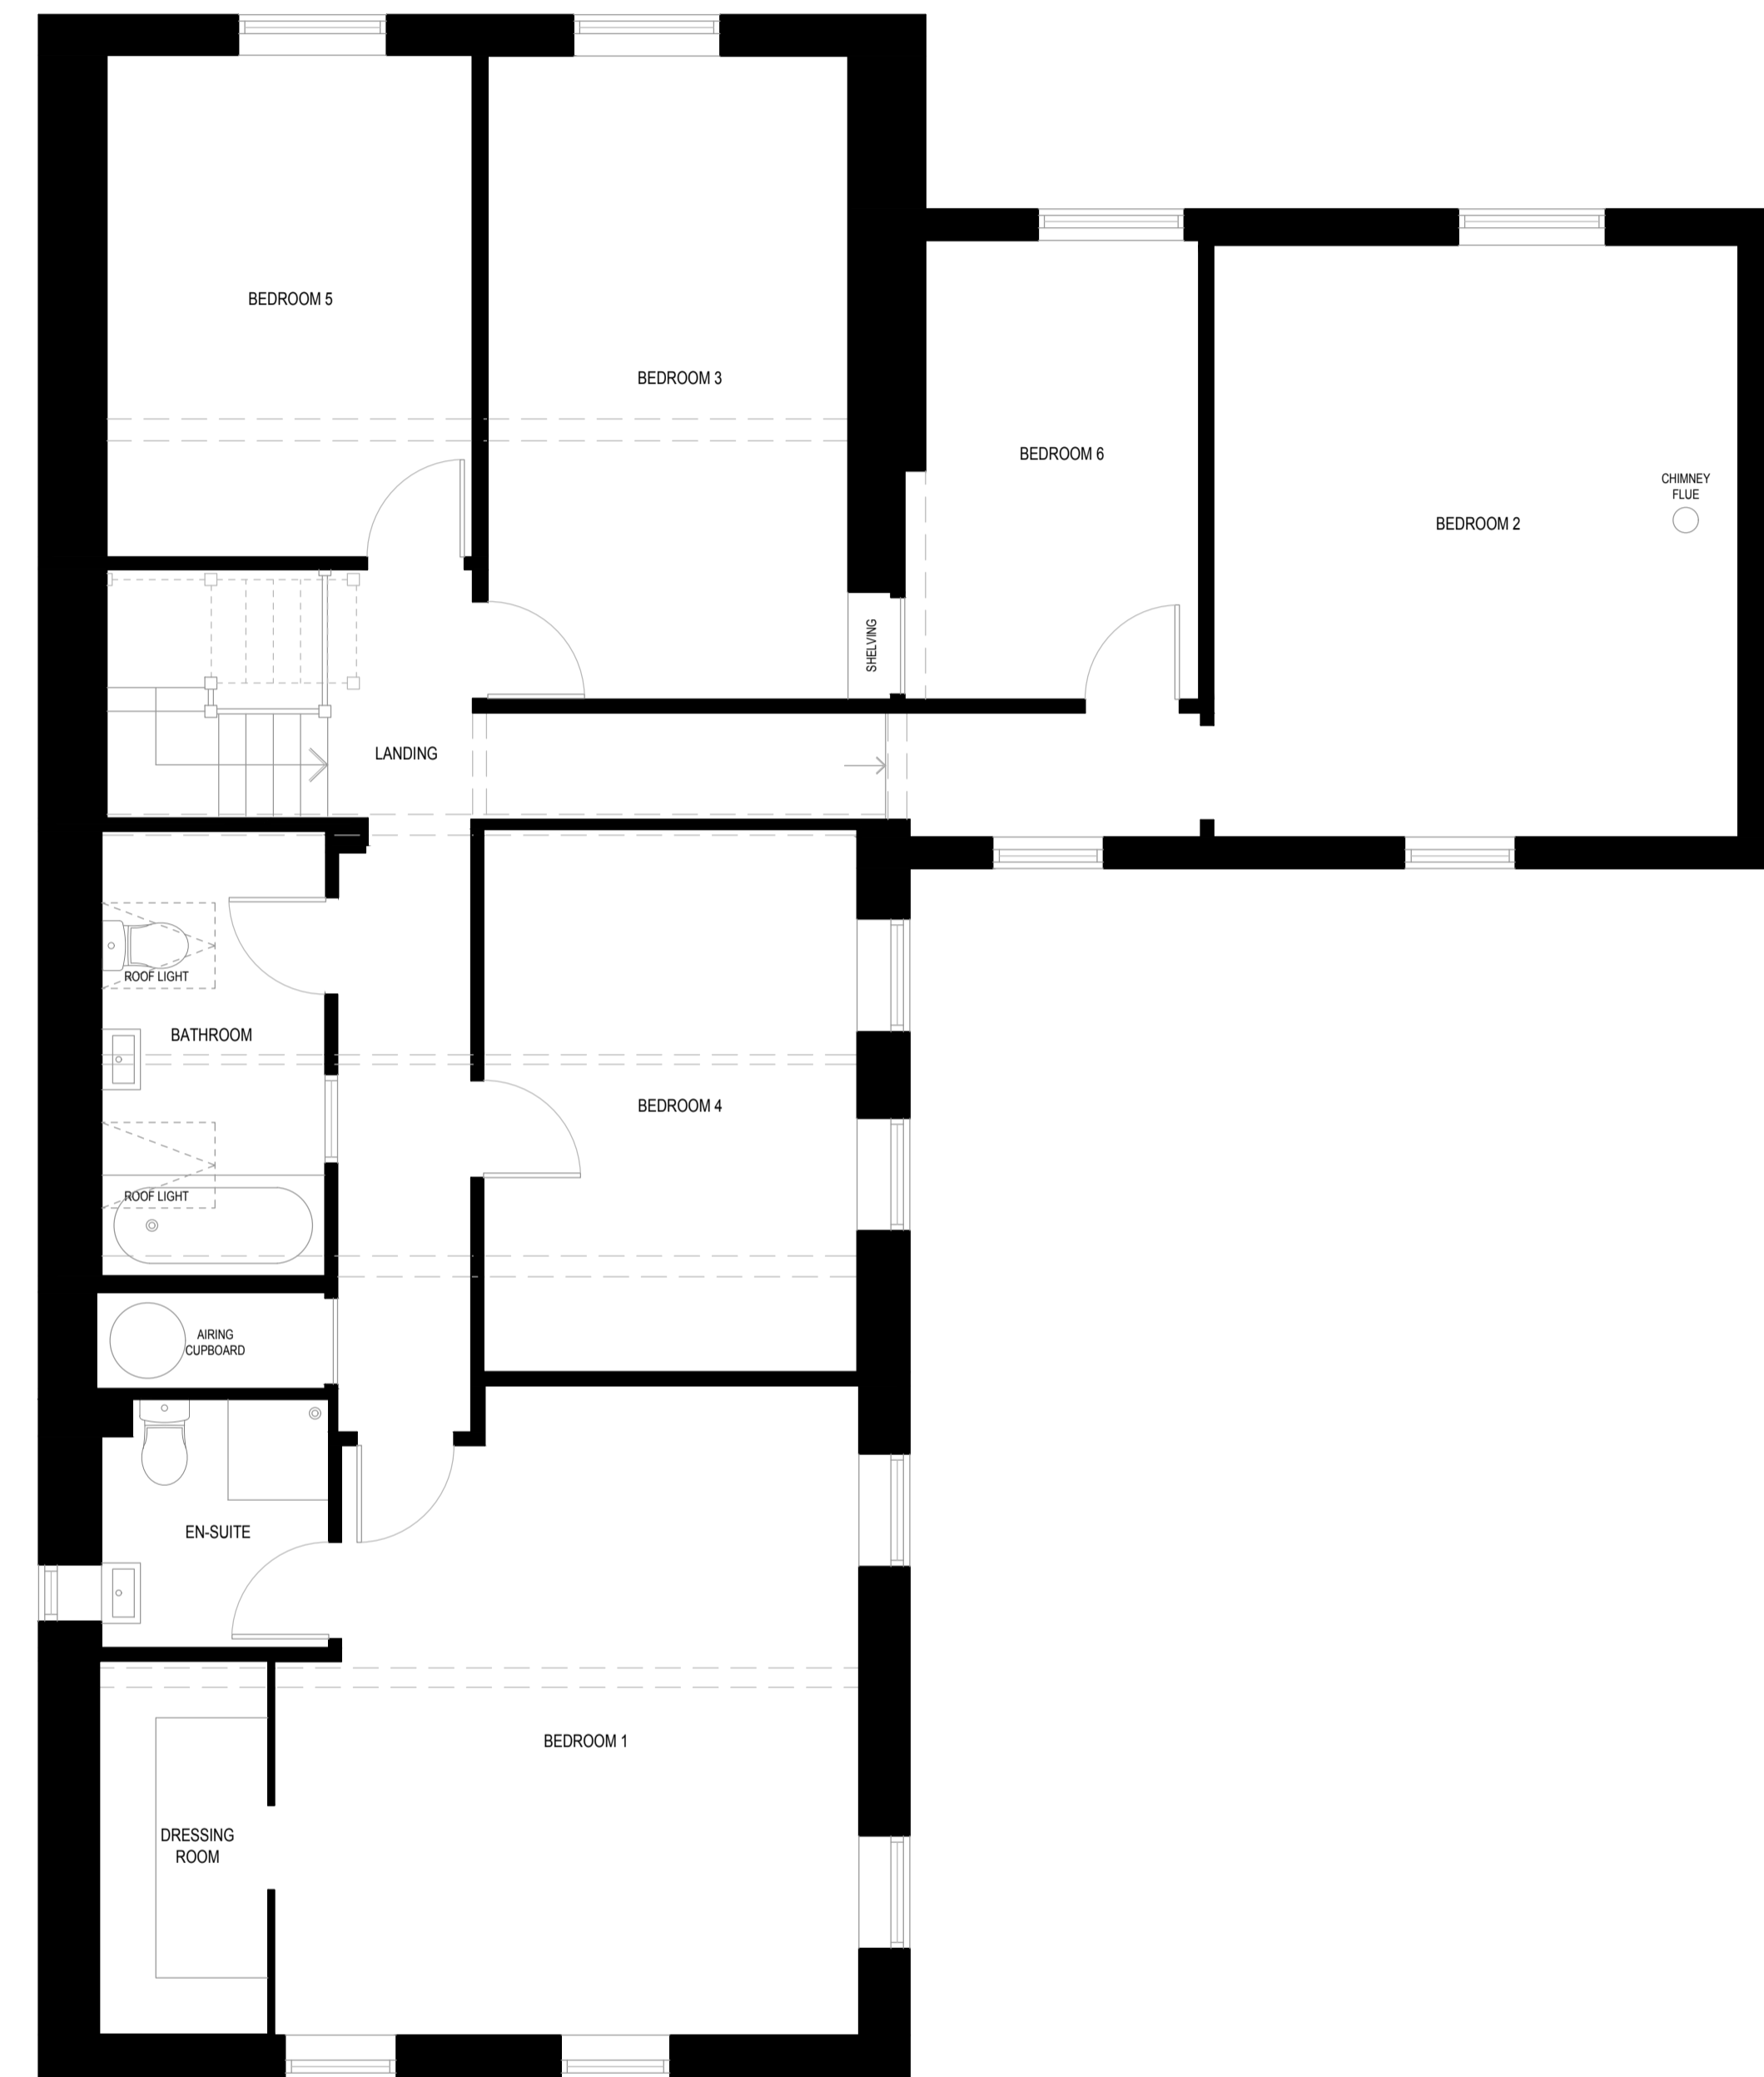 BEDROOM 5
BEDROOM 3
BEDROOM 6
CHIMNEY
FLUE
BEDROOM 2
SHELVING
LANDING
ROOF LIGHT
BATHROOM
BEDROOM 4
ROOF LIGHT
AIRING
CUPBOARD
EN-SUITE
BEDROOM 1
DRESSING
ROOM